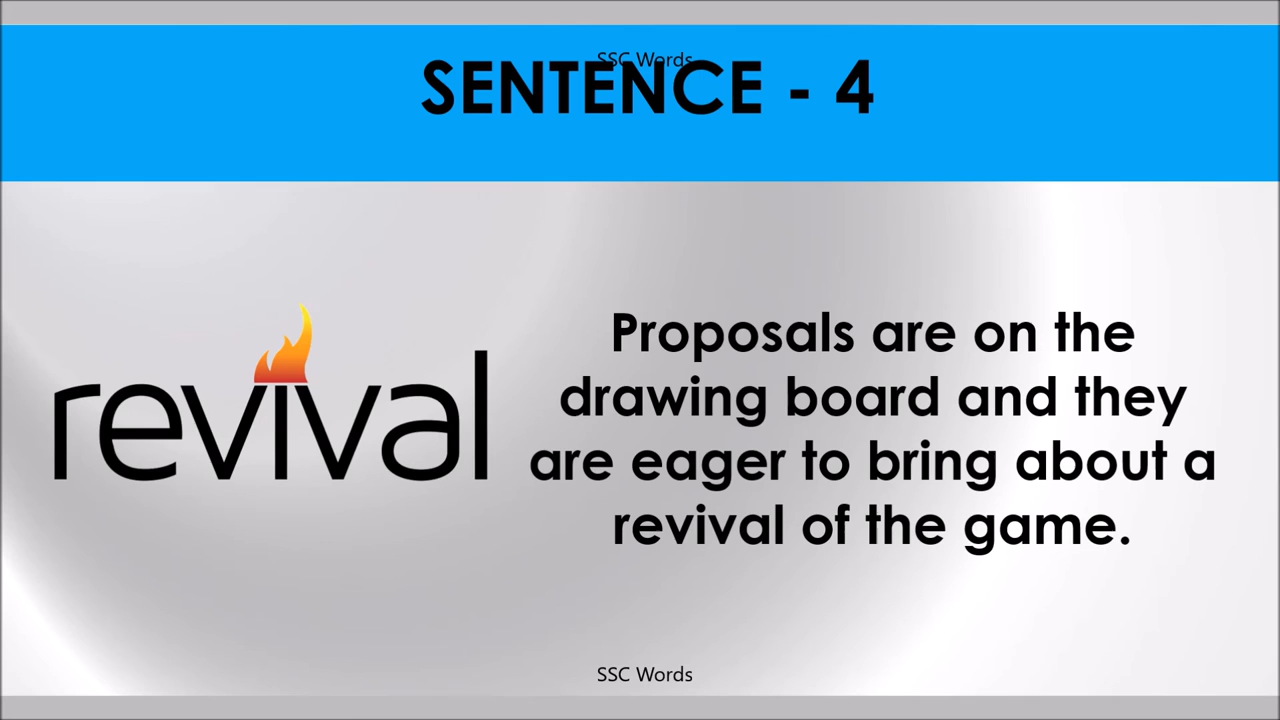 SSC Words
SENTENCE - 4
revival
Proposals are on the
drawing board and they
are eager to bring about a
revival of the game.
SSC Words